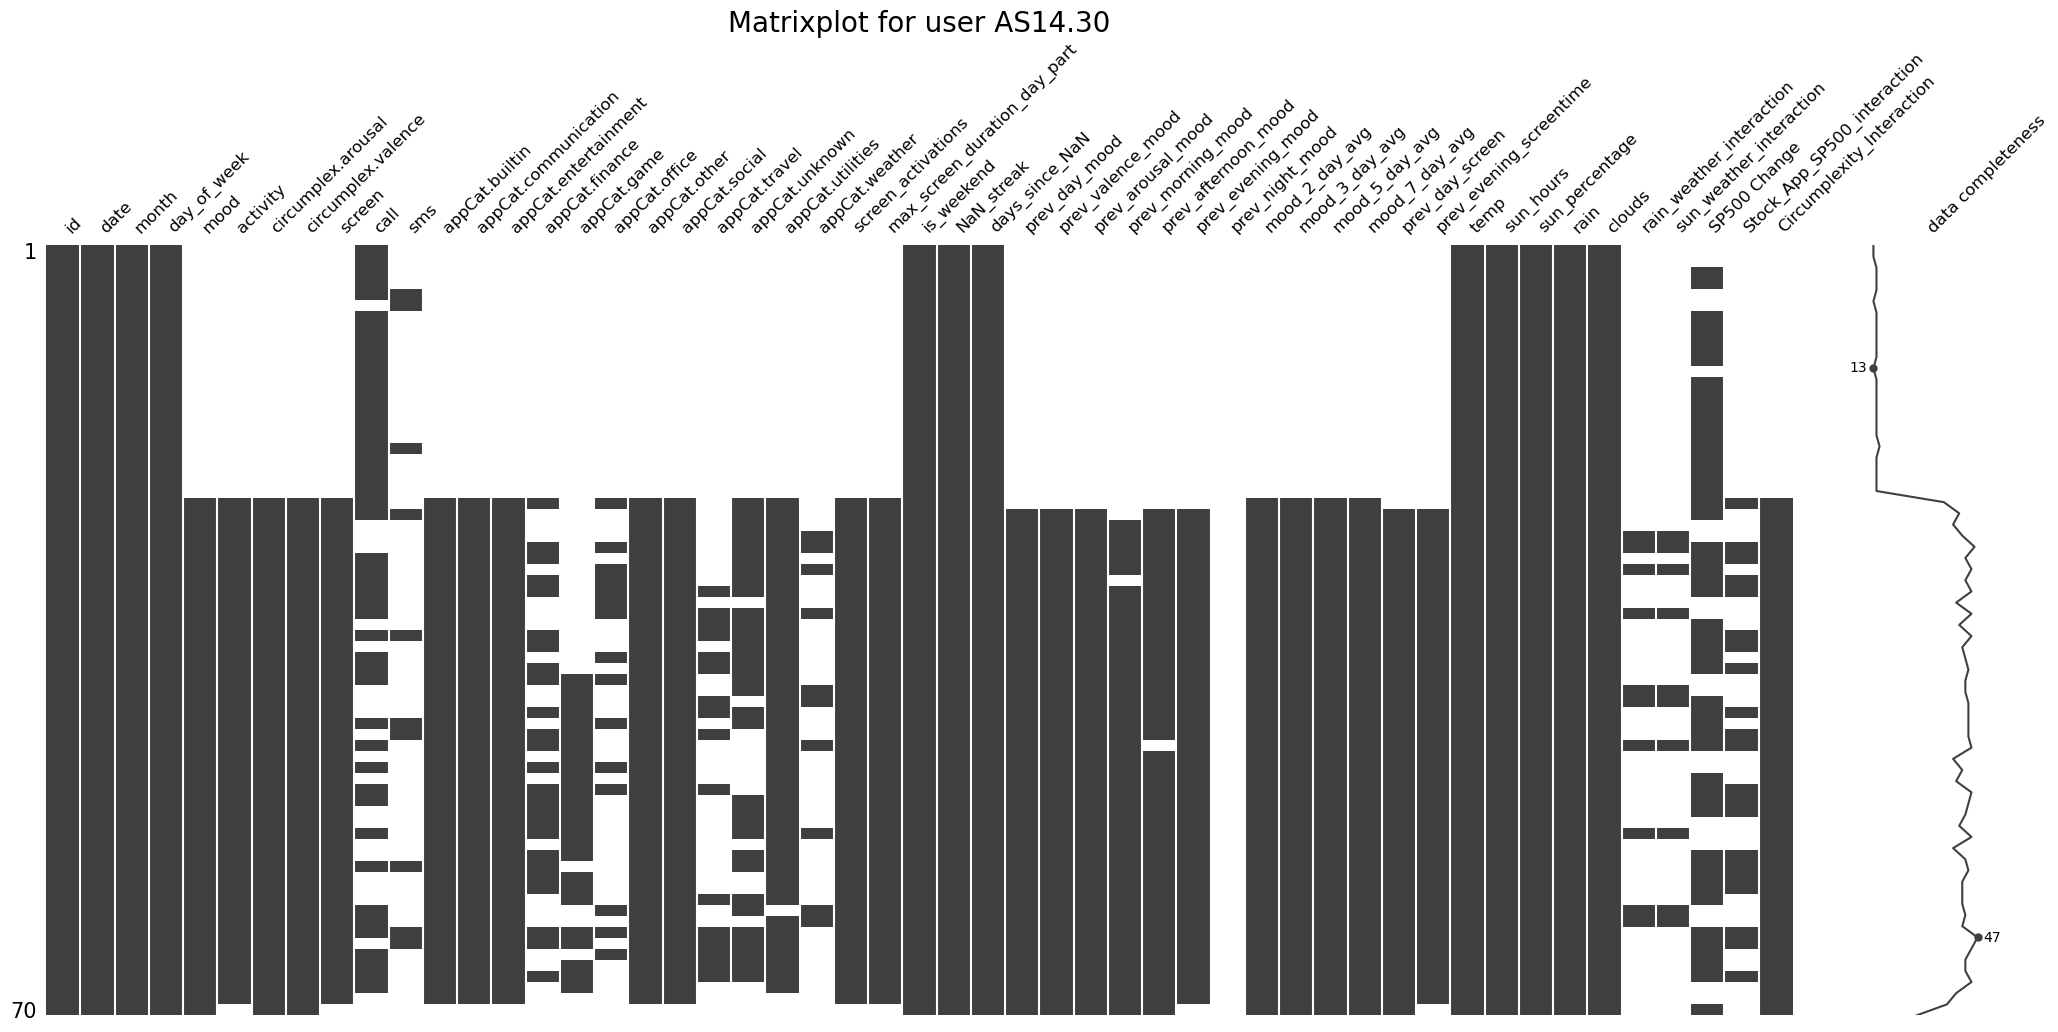 Matrixplot for user AS14.30
id
date
month
day_of_week
mood
activity
circumplex.arousal
circumplex.valence
screen
call
sms
appCat.builtin
appCat.communication
appCat.entertainment
appCat.finance
appCat.game
appCat.office
appCat.other
appCat.social
appCat.travel
appCat.unknown
appCat.utilities
appCat.weather
screen_activations
max_screen_duration_day_part
is_weekend
NaN_streak
days_since_NaN
prev_day_mood
prev_valence_mood
prev_arousal_mood
prev_morning_mood
prev_afternoon_mood
prev_evening_mood
prev_night_mood
mood_2_day_avg
mood_3_day_avg
mood_5_day_avg
mood_7_day_avg
prev_day_screen
prev_evening_screentime
temp
sun_hours
sun_percentage
rain
clouds
rain_weather_interaction
sun_weather_interaction
SP500 Change
Stock_App_SP500_interaction
Circumplexity_Interaction
data completeness
1
13
47
70